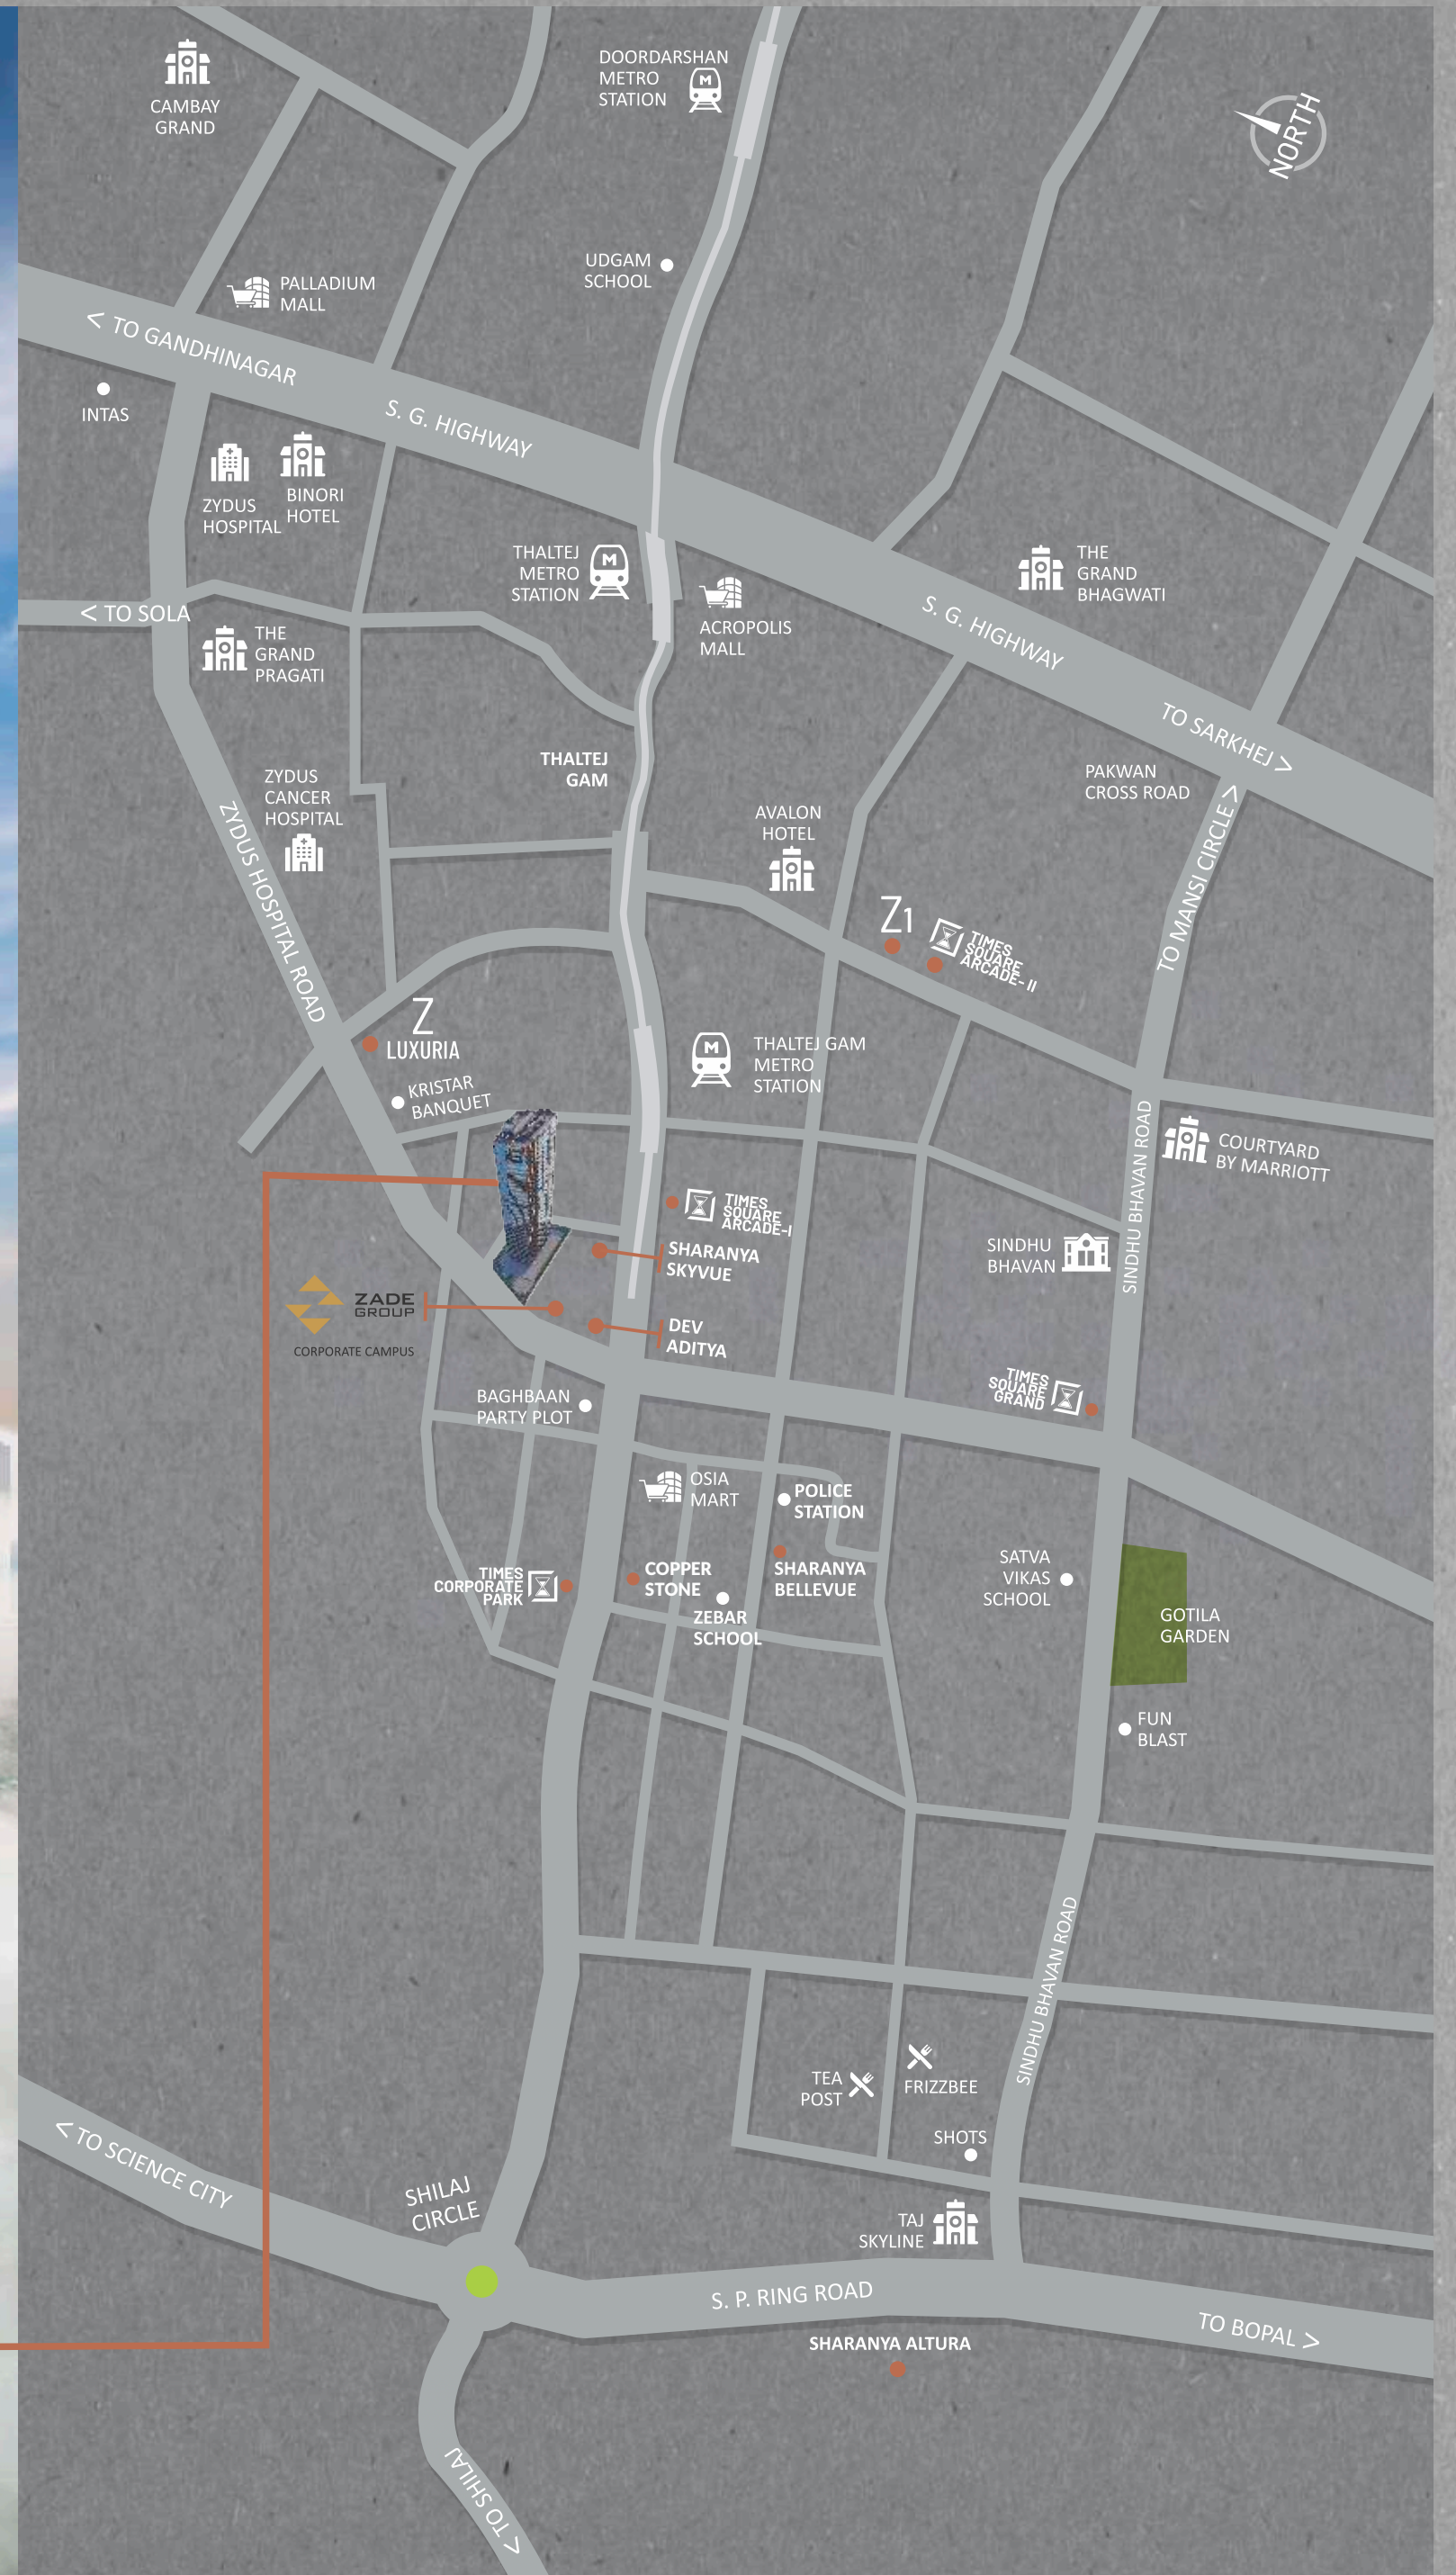 DOORDARSHAN
METRO
STATION
M
CAMBAY
GRAND
NORTH
UDGAM
SCHOOL
PALLADIUM
MALL
< TO GANDHINAGAR
INTAS
S. G. HIGHWAY
ZYDUS
HOSPITAL
BINORI
HOTEL
THALTEJ
METRO
STATION
M
ACROPOLIS
MALL
THE
GRAND
BHAGWATI
S. G. HIGHWAY
< TO SOLA
THE
GRAND
PRAGATI
TO SARKHEJ >
THALTEJ
GAM
PAKWAN
CROSS ROAD
ZYDUS
CANCER
HOSPITAL
ZYDUS HOSPITAL ROAD
AVALON
HOTEL
TO MANSI CIRCLE >
Z1
TIMES
SQUARE
ARCADE- II
Z
LUXURIA
KRISTAR
BANQUET
M
THALTEJ GAM
METRO
STATION
COURTYARD
BY MARRIOTT
SINDHU BHAVAN ROAD
TIMES
SQUARE
ARCADE-I
SHARANYA
SKYVUE
SINDHU
BHAVAN
ZADE
GROUP
CORPORATE CAMPUS
DEV
ADITYA
TIMES
SQUARE
GRAND
BAGHBAAN
PARTY PLOT
OSIA
MART
POLICE
STATION
TIMES
CORPORATE
PARK
COPPER
STONE
SHARANYA
BELLEVUE
ZEBAR
SCHOOL
SATVA
VIKAS
SCHOOL
GOTILA
GARDEN
FUN
BLAST
SINDHU BHAVAN ROAD
TEA
POST
FRIZZBEE
SHOTS
< TO SCIENCE CITY
SHILAJ
CIRCLE
TAJ
SKYLINE
S. P. RING ROAD
TO BOPAL >
SHARANYA ALTURA
< TO SHILAJ